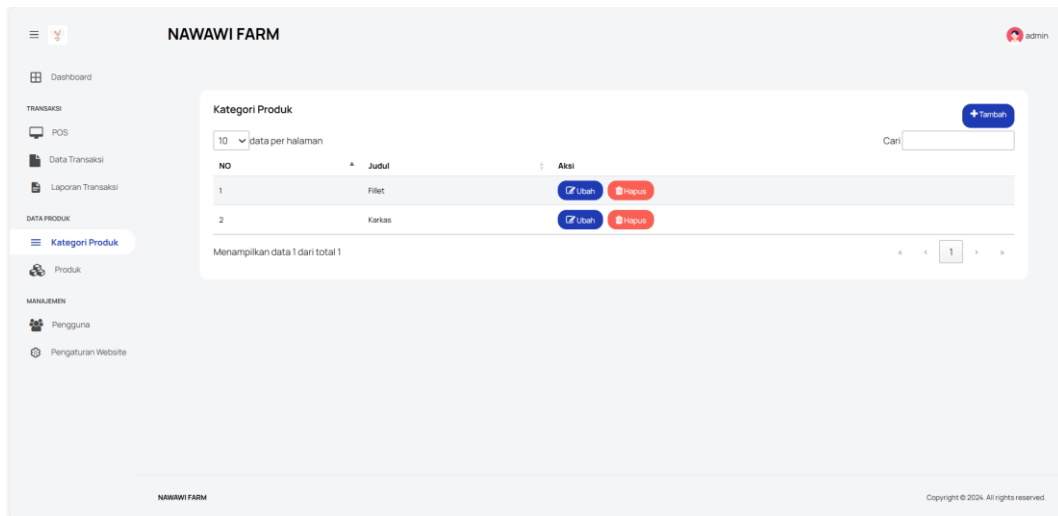 NAWAWI FARM
admin
Dashboard
TRANSAKSI
POS
Data Transaksi
Laporan Transaksi
DATA PRODUK
Kategori Produk
Produk
MANAJEMEN
Pengguna
Pengaturan Website
Kategori Produk
Tambah
10 data per halaman
Cari
NO Judul Aksi
1 Fillet Ubah Hapus
2 Karkas Ubah Hapus
Menampilkan data 1 dari total 1
« ‹ 1 › »
NAWAWI FARM
Copyright © 2024. All rights reserved.